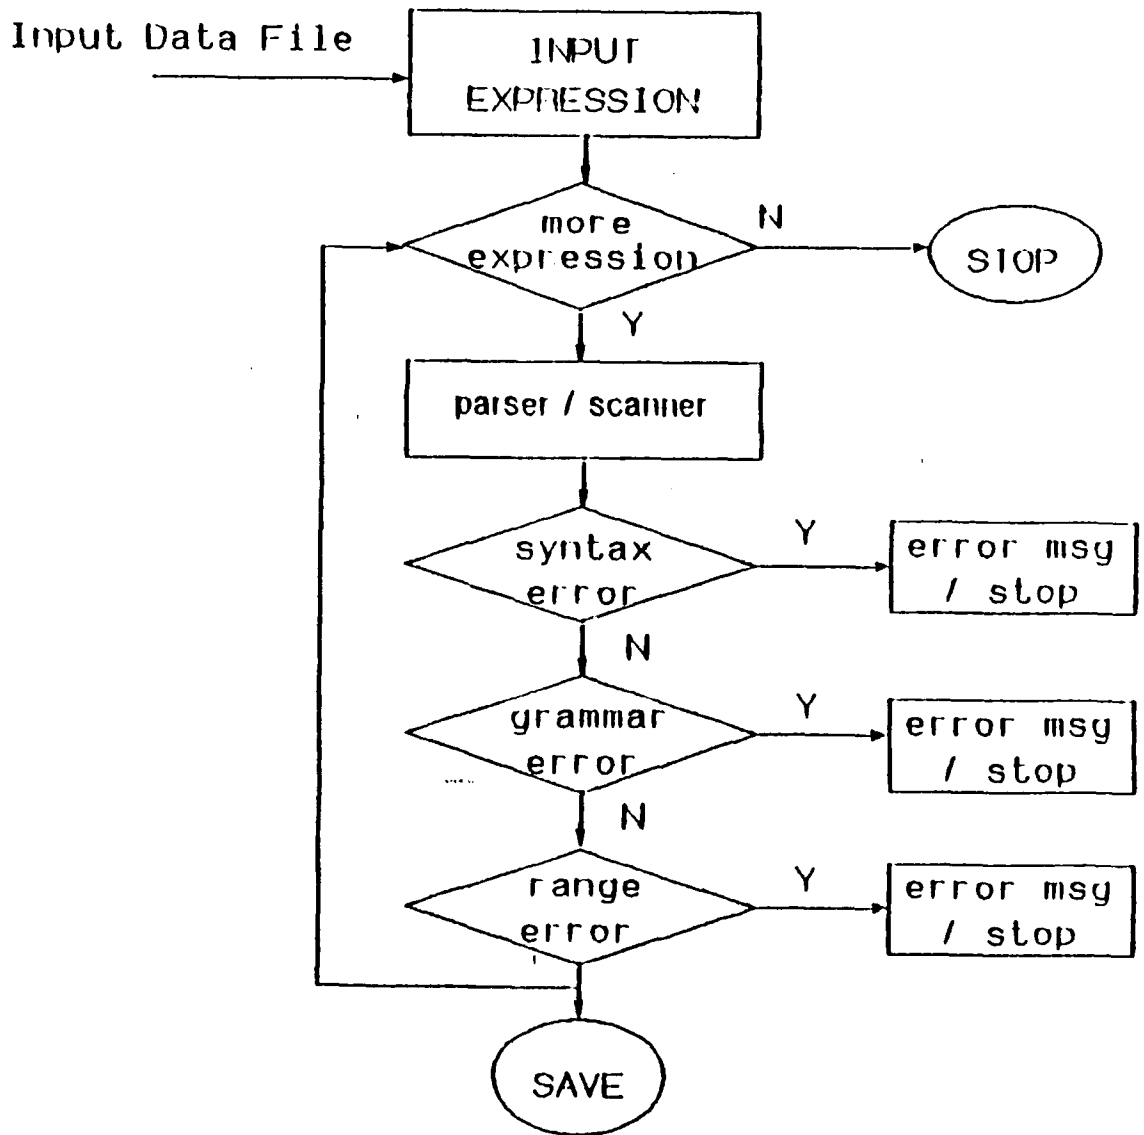 Input Data File
INPUT
EXPRESSION
more
expression
N
STOP
Y
parser / scanner
syntax
error
Y
error msg
/ stop
N
grammar
error
Y
error msg
/ stop
N
range
error
Y
error msg
/ stop
SAVE